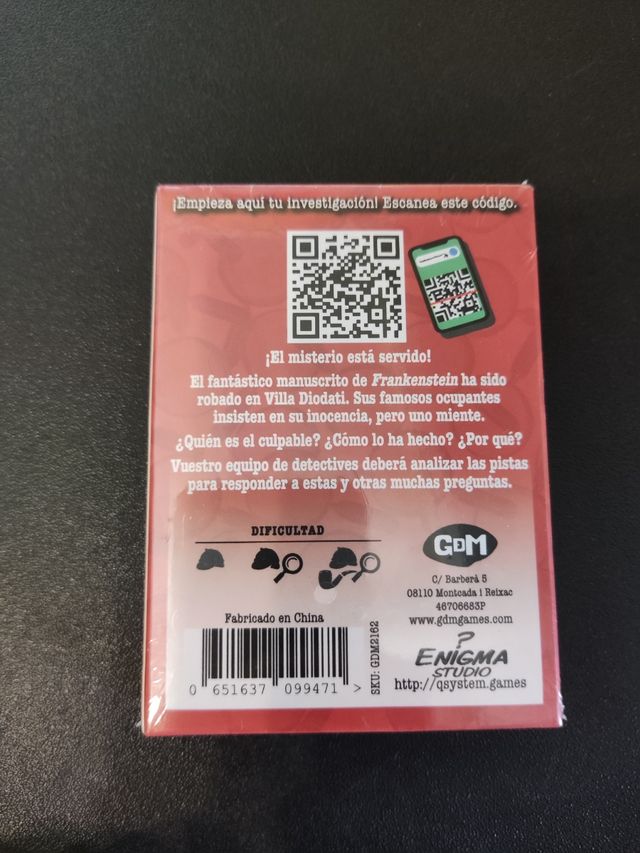 ¡Empieza aquí tu investigación! Escanea este código.
¡El misterio está servido!
El fantástico manuscrito de Frankenstein ha sido
robado en Villa Diodati. Sus famosos ocupantes
insisten en su inocencia, pero uno miente.
¿Quién es el culpable? ¿Cómo lo ha hecho? ¿Por qué?
Vuestro equipo de detectives deberá analizar las pistas
para responder a estas y otras muchas preguntas.
DIFICULTAD
GDM
C/ Barberà 5
08110 Montcada i Reixac
46706683P
www.gdmgames.com
Fabricado en China
0 651637 099471 >
SKU: GDM2162
?
ENIGMA
STUDIO
http://qsystem.games